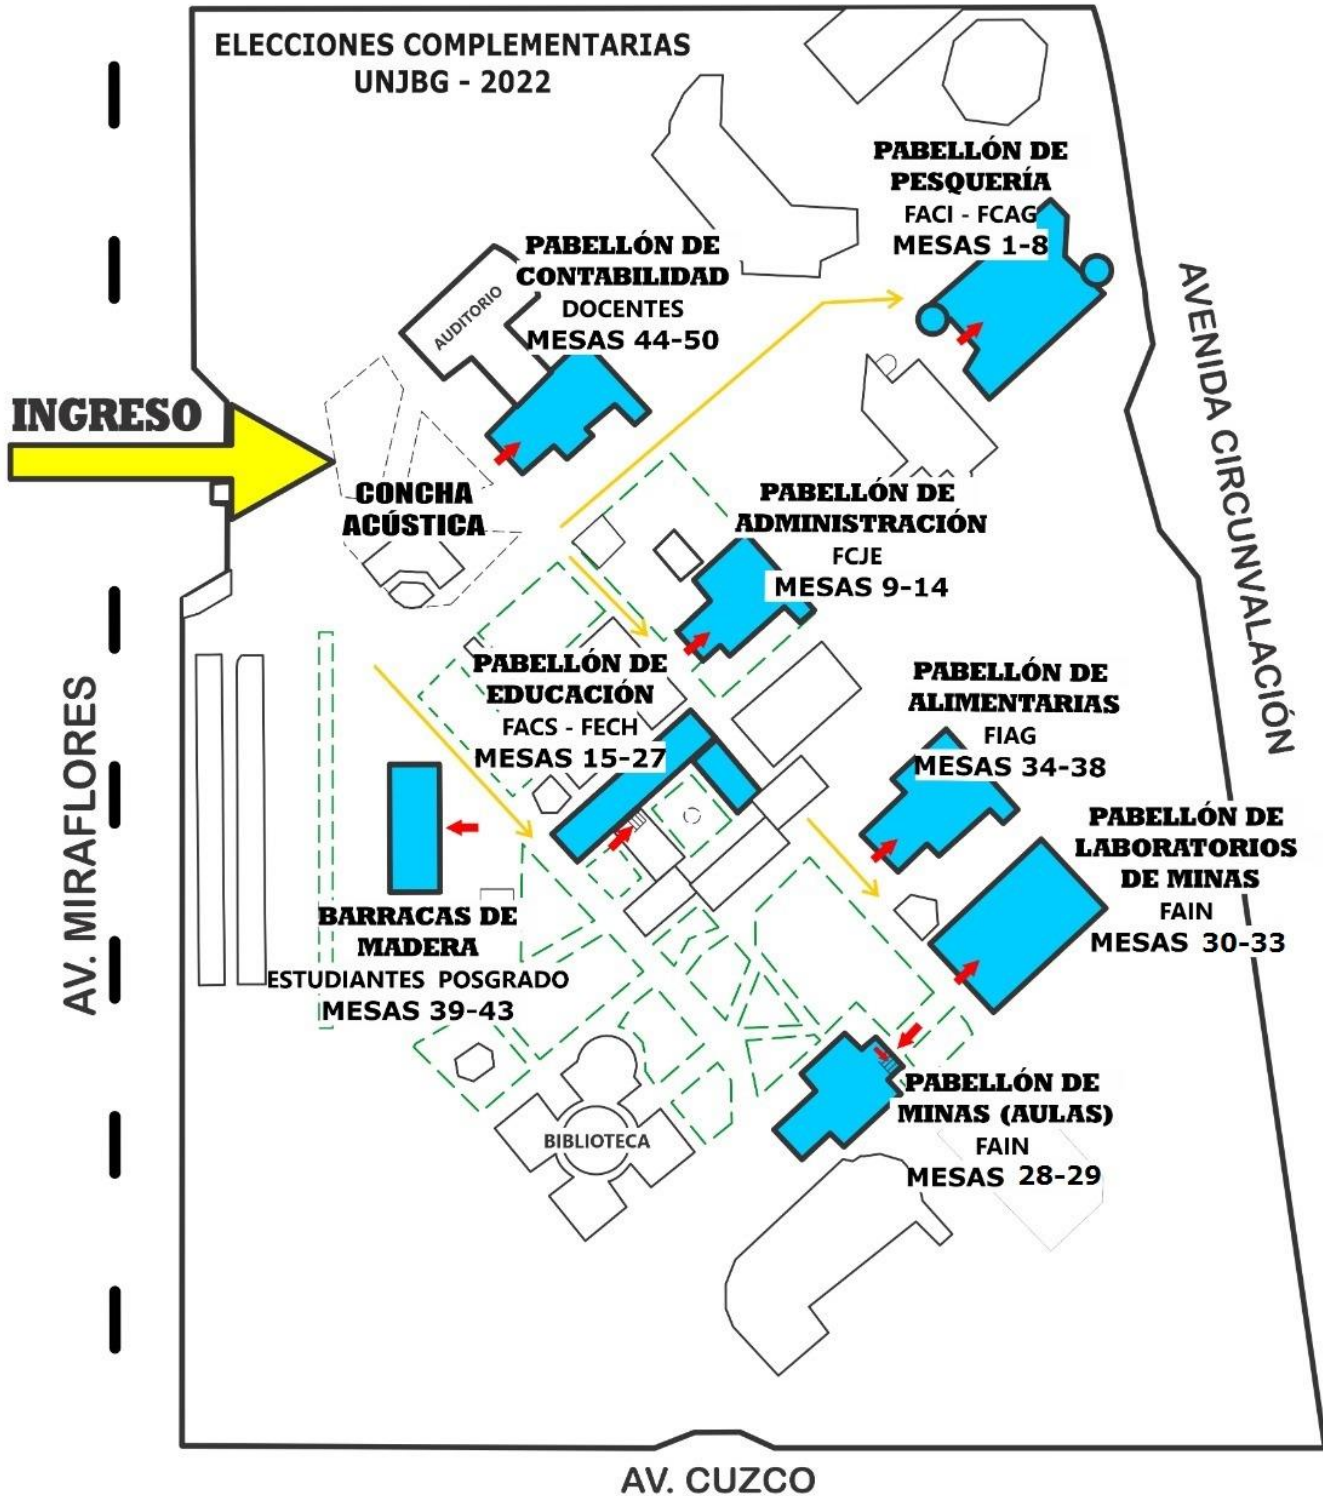 ELECCIONES COMPLEMENTARIAS
UNJBG - 2022
PABELLÓN DE
PESQUERÍA
FACI - FCAG
MESAS 1-8
PABELLÓN DE
CONTABILIDAD
DOCENTES
MESAS 44-50
AUDITORIO
AVENIDA CIRCUNVALACIÓN
INGRESO
CONCHA
ACÚSTICA
PABELLÓN DE
ADMINISTRACIÓN
FCJE
MESAS 9-14
PABELLÓN DE
EDUCACIÓN
FACS - FECH
MESAS 15-27
PABELLÓN DE
ALIMENTARIAS
FIAG
MESAS 34-38
AV. MIRAFLORES
PABELLÓN DE
LABORATORIOS
DE MINAS
FAIN
MESAS 30-33
BARRACAS DE
MADERA
ESTUDIANTES POSGRADO
MESAS 39-43
PABELLÓN DE
MINAS (AULAS)
FAIN
MESAS 28-29
BIBLIOTECA
AV. CUZCO